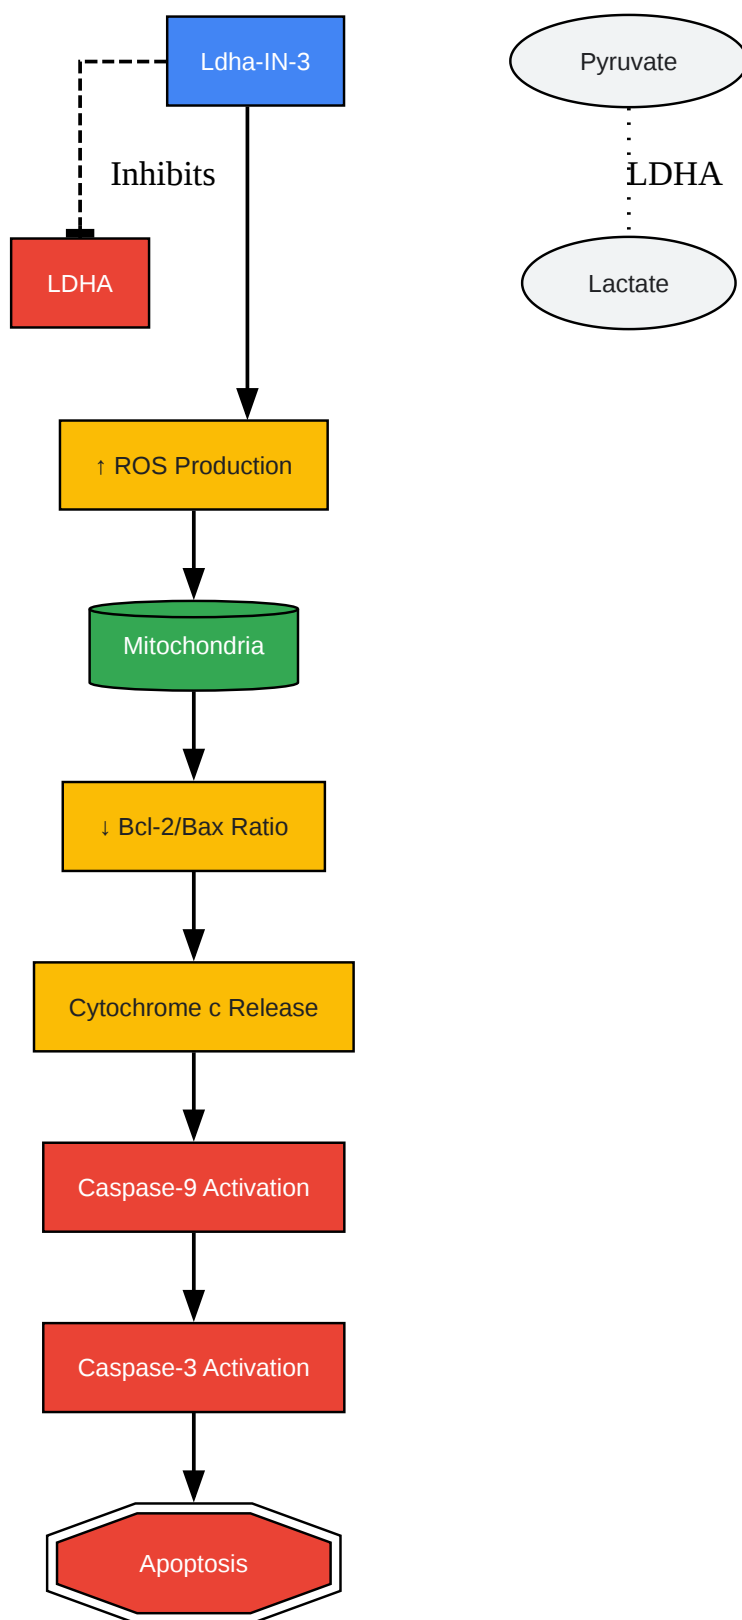 Ldha-IN-3
Pyruvate
Inhibits
LDHA
LDHA
Lactate
↑ ROS Production
Mitochondria
↓ Bcl-2/Bax Ratio
Cytochrome c Release
Caspase-9 Activation
Caspase-3 Activation
Apoptosis